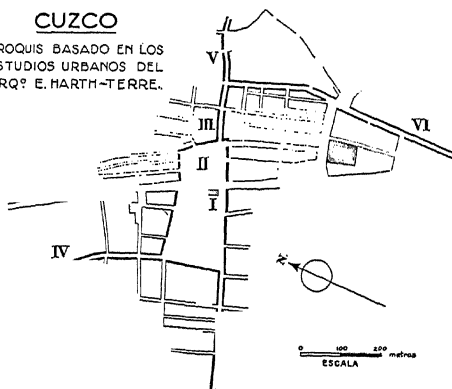 CUZCO
ROQUIS BASADO EN LOS
STUDIOS URBANOS DEL
RQº E. HARTH-TERRE.
V
VI
III
II
I
IV
N.
0 100 200 metros
ESCALA